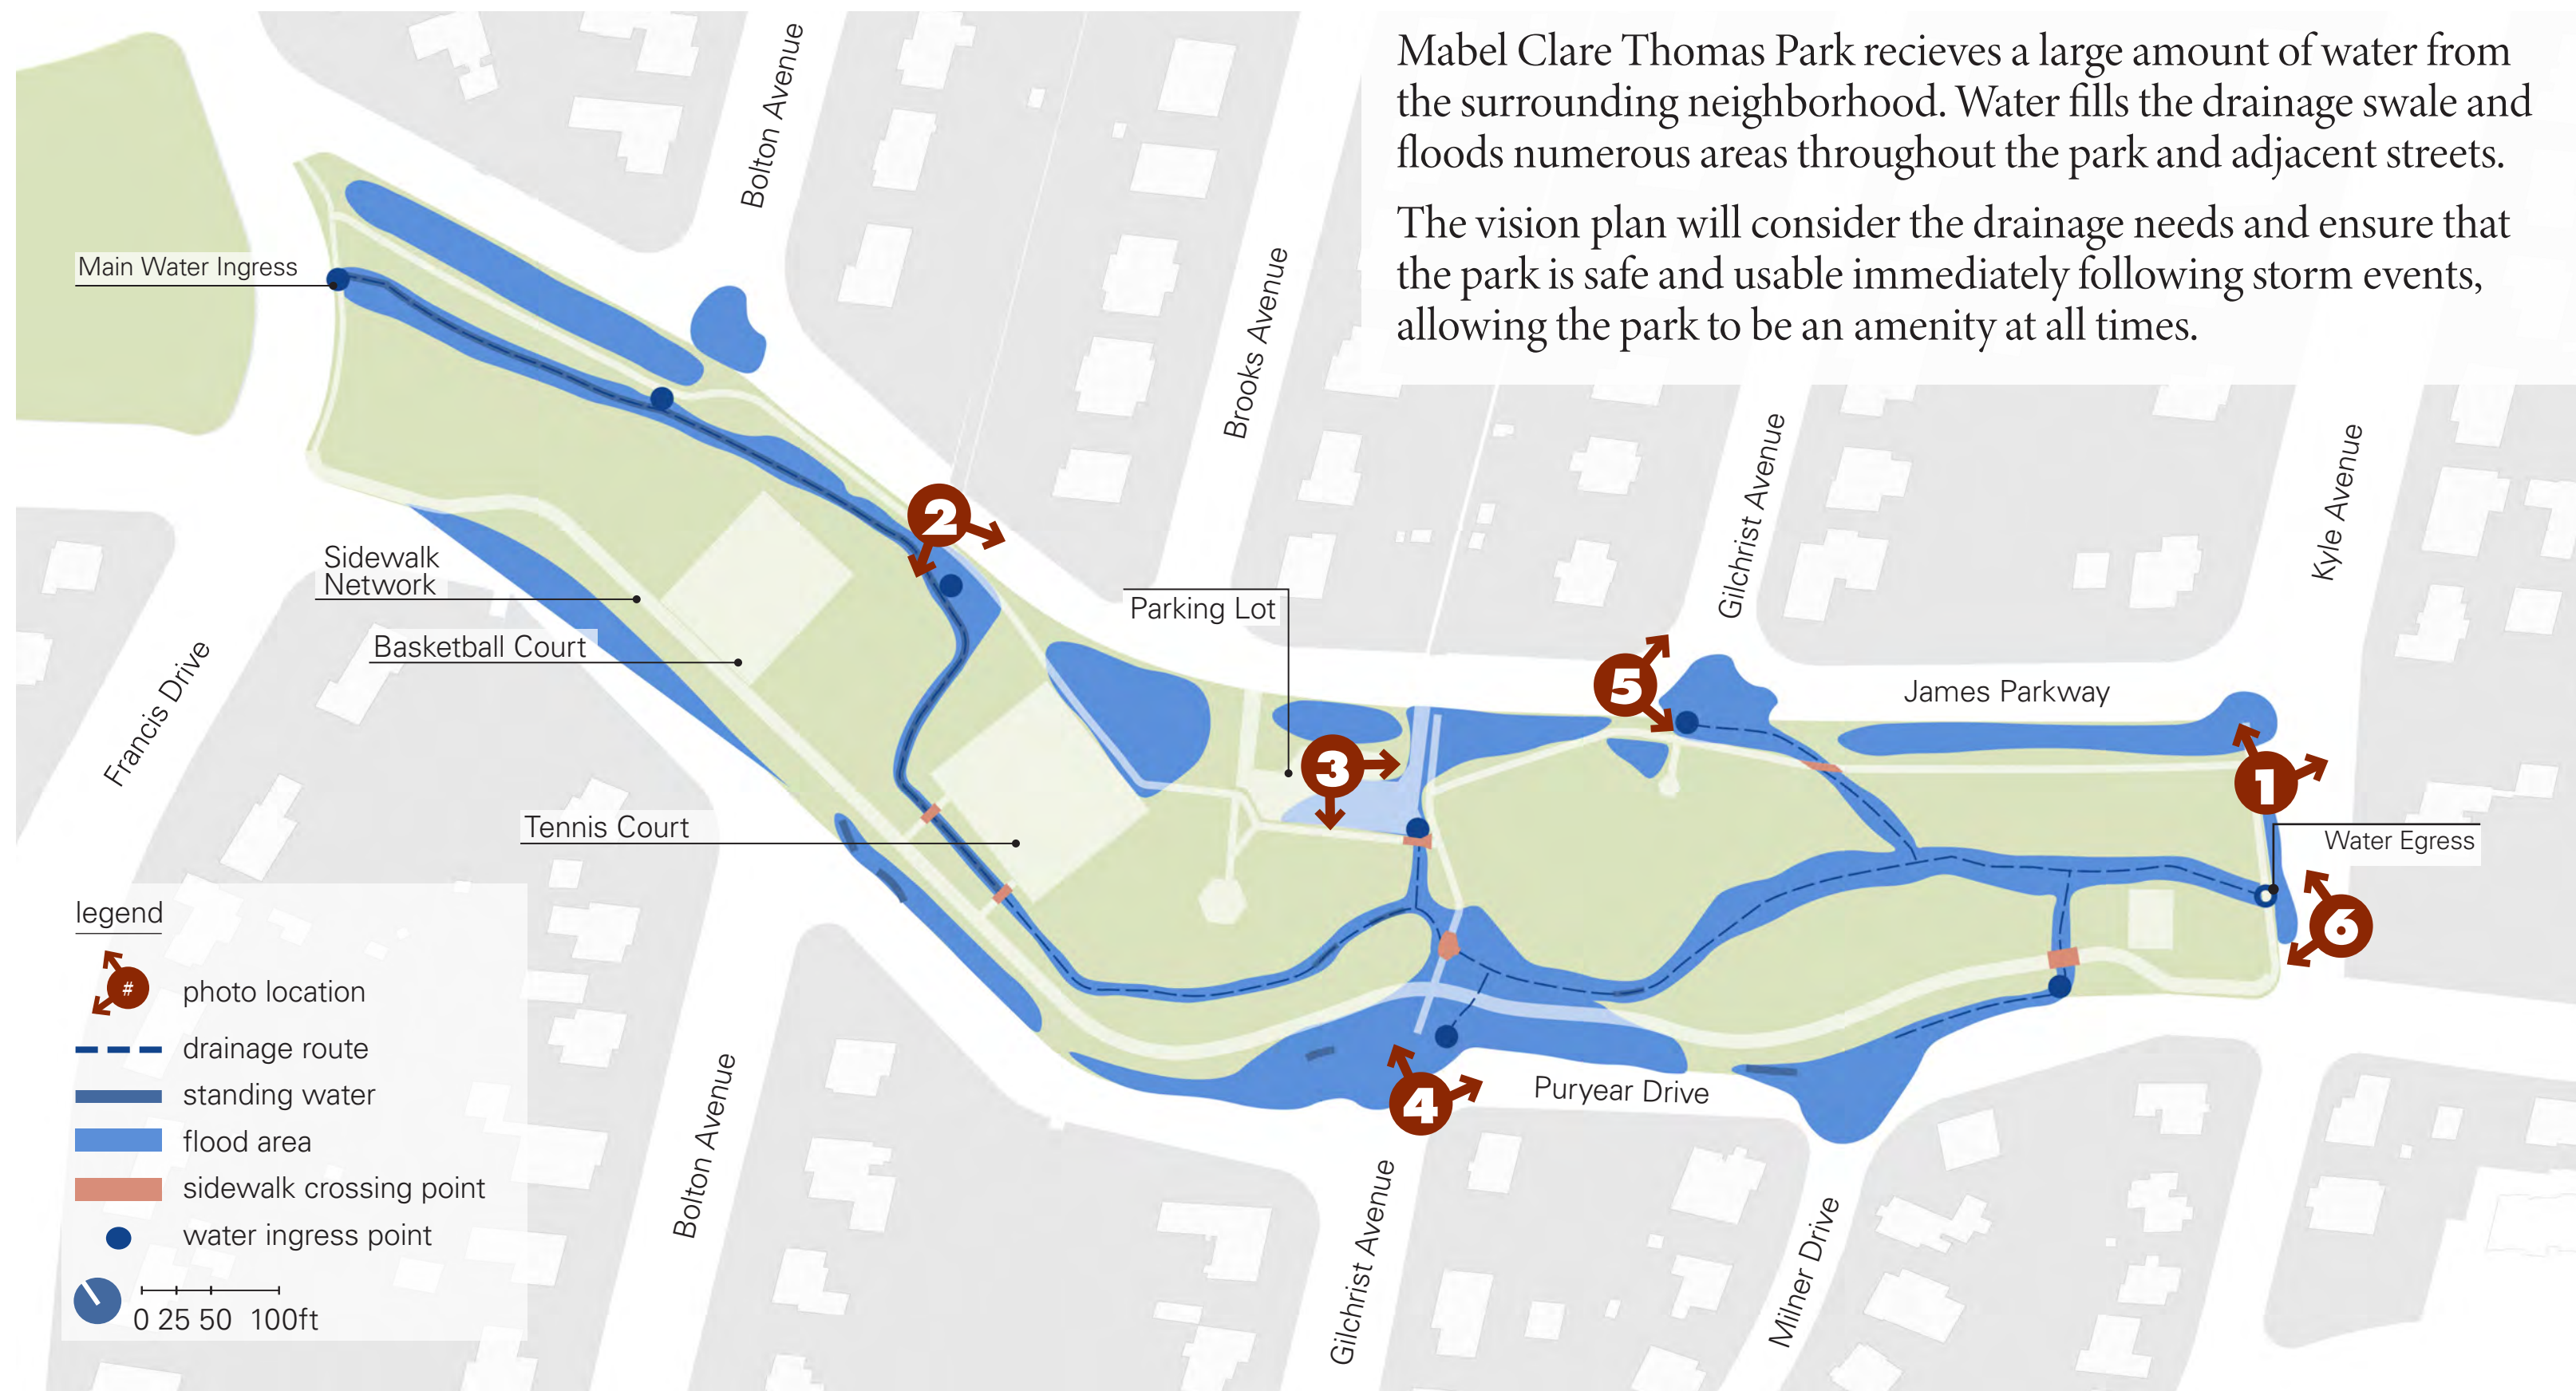 Mabel Clare Thomas Park recieves a large amount of water from
the surrounding neighborhood. Water fills the drainage swale and
floods numerous areas throughout the park and adjacent streets.
The vision plan will consider the drainage needs and ensure that
the park is safe and usable immediately following storm events,
allowing the park to be an amenity at all times.
Bolton Avenue
Main Water Ingress
Brooks Avenue
Gilchrist Avenue
Kyle Avenue
2
Sidewalk
Network
Parking Lot
Basketball Court
Francis Drive
5
James Parkway
3
1
Tennis Court
Water Egress
6
4
Puryear Drive
Bolton Avenue
Gilchrist Avenue
Milner Drive
legend
#
photo location
drainage route
standing water
flood area
sidewalk crossing point
water ingress point
0 25 50 100ft